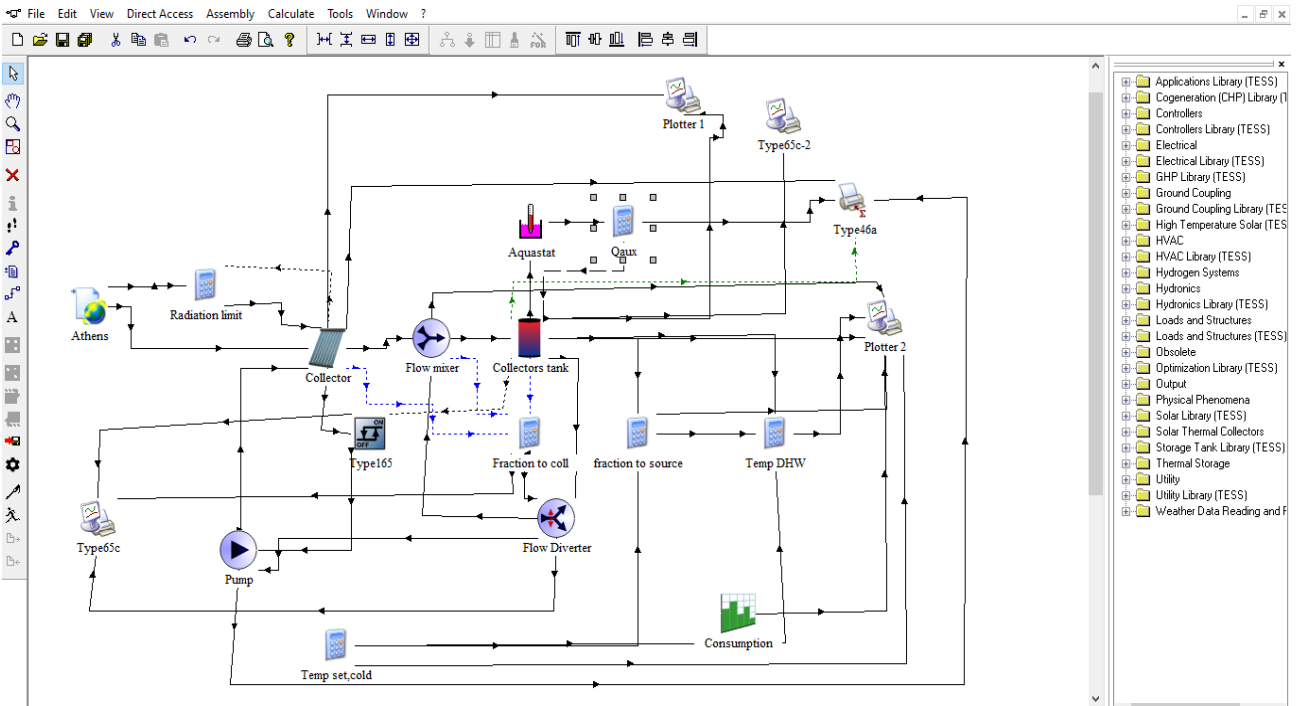 File Edit View Direct Access Assembly Calculate Tools Window ?
FOR
A
Plotter 1
Type65c-2
Type46a
Aquastat
Qaux
Radiation limit
Athens
Plotter 2
Flow mixer
Collectors tank
Collector
ON
OFF
Type165
Fraction to coll
fraction to source
Temp DHW
Type65c
Flow Diverter
Pump
Consumption
Temp set,cold
Applications Library (TESS)
Cogeneration (CHP) Library (T
Controllers
Controllers Library (TESS)
Electrical
Electrical Library (TESS)
GHP Library (TESS)
Ground Coupling
Ground Coupling Library (TES
High Temperature Solar (TES
HVAC
HVAC Library (TESS)
Hydrogen Systems
Hydronics
Hydronics Library (TESS)
Loads and Structures
Loads and Structures (TESS)
Obsolete
Optimization Library (TESS)
Output
Physical Phenomena
Solar Library (TESS)
Solar Thermal Collectors
Storage Tank Library (TESS)
Thermal Storage
Utility
Utility Library (TESS)
Weather Data Reading and F